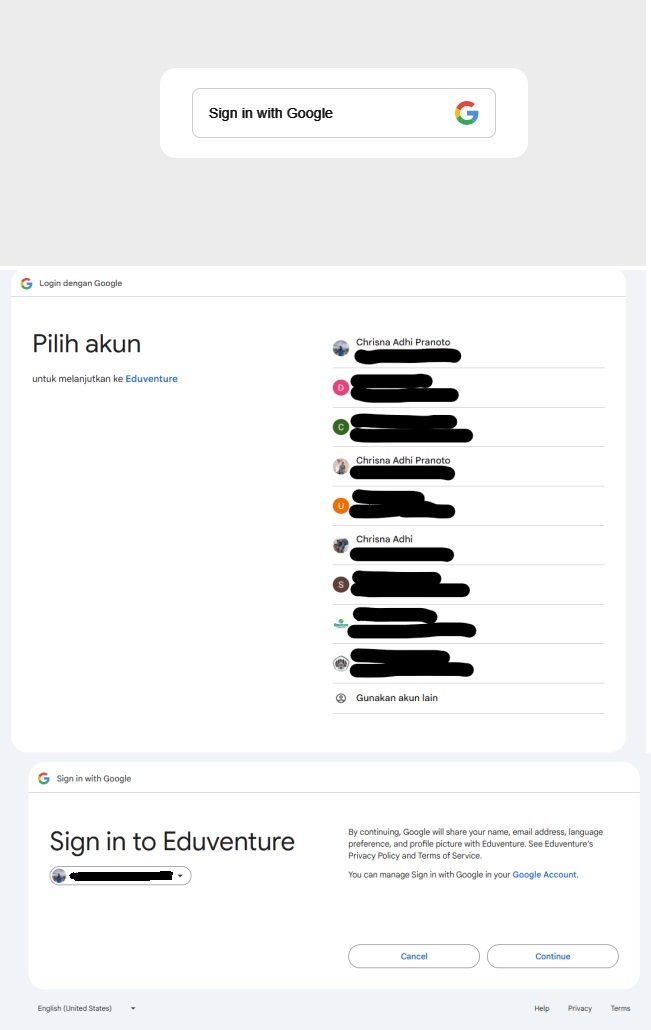 Sign in with Google
Login dengan Google
Pilih akun
untuk melanjutkan ke Eduventure
Chrisna Adhi Pranoto
D
C
Chrisna Adhi Pranoto
U
Chrisna Adhi
S
Gunakan akun lain
Sign in with Google
Sign in to Eduventure
By continuing, Google will share your name, email address, language
preference, and profile picture with Eduventure. See Eduventure's
Privacy Policy and Terms of Service.
You can manage Sign in with Google in your Google Account.
Cancel
Continue
English (United States)
Help
Privacy
Terms